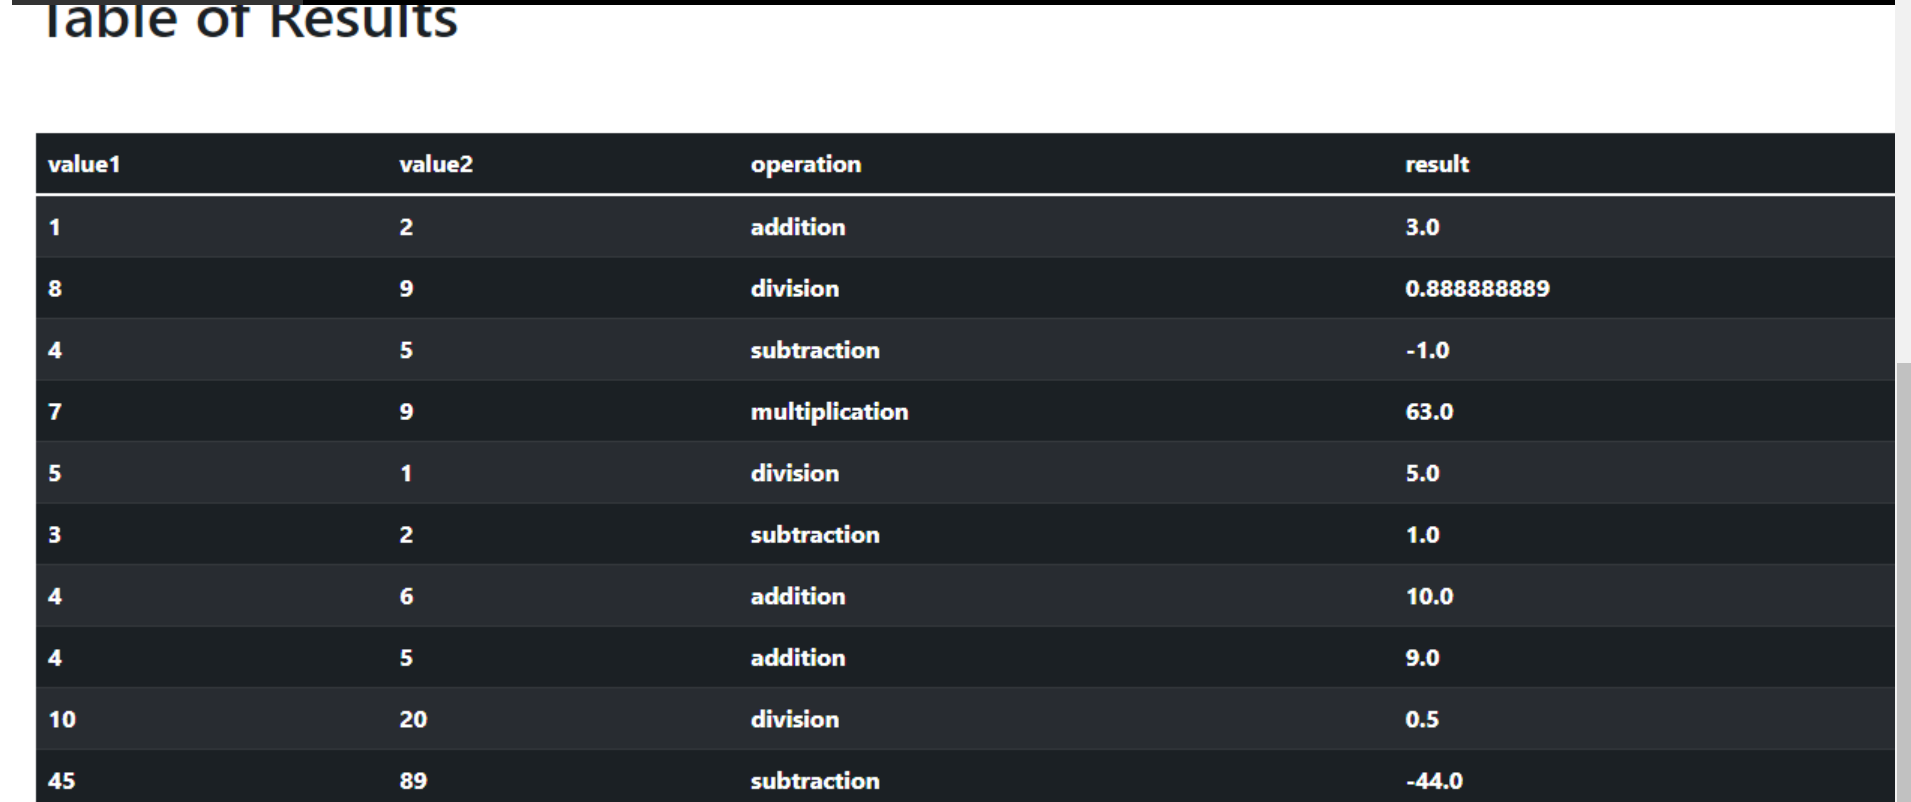 Table of Results
value1 value2 operation result
1 2 addition 3.0
8 9 division 0.888888889
4 5 subtraction -1.0
7 9 multiplication 63.0
5 1 division 5.0
3 2 subtraction 1.0
4 6 addition 10.0
4 5 addition 9.0
10 20 division 0.5
45 89 subtraction -44.0